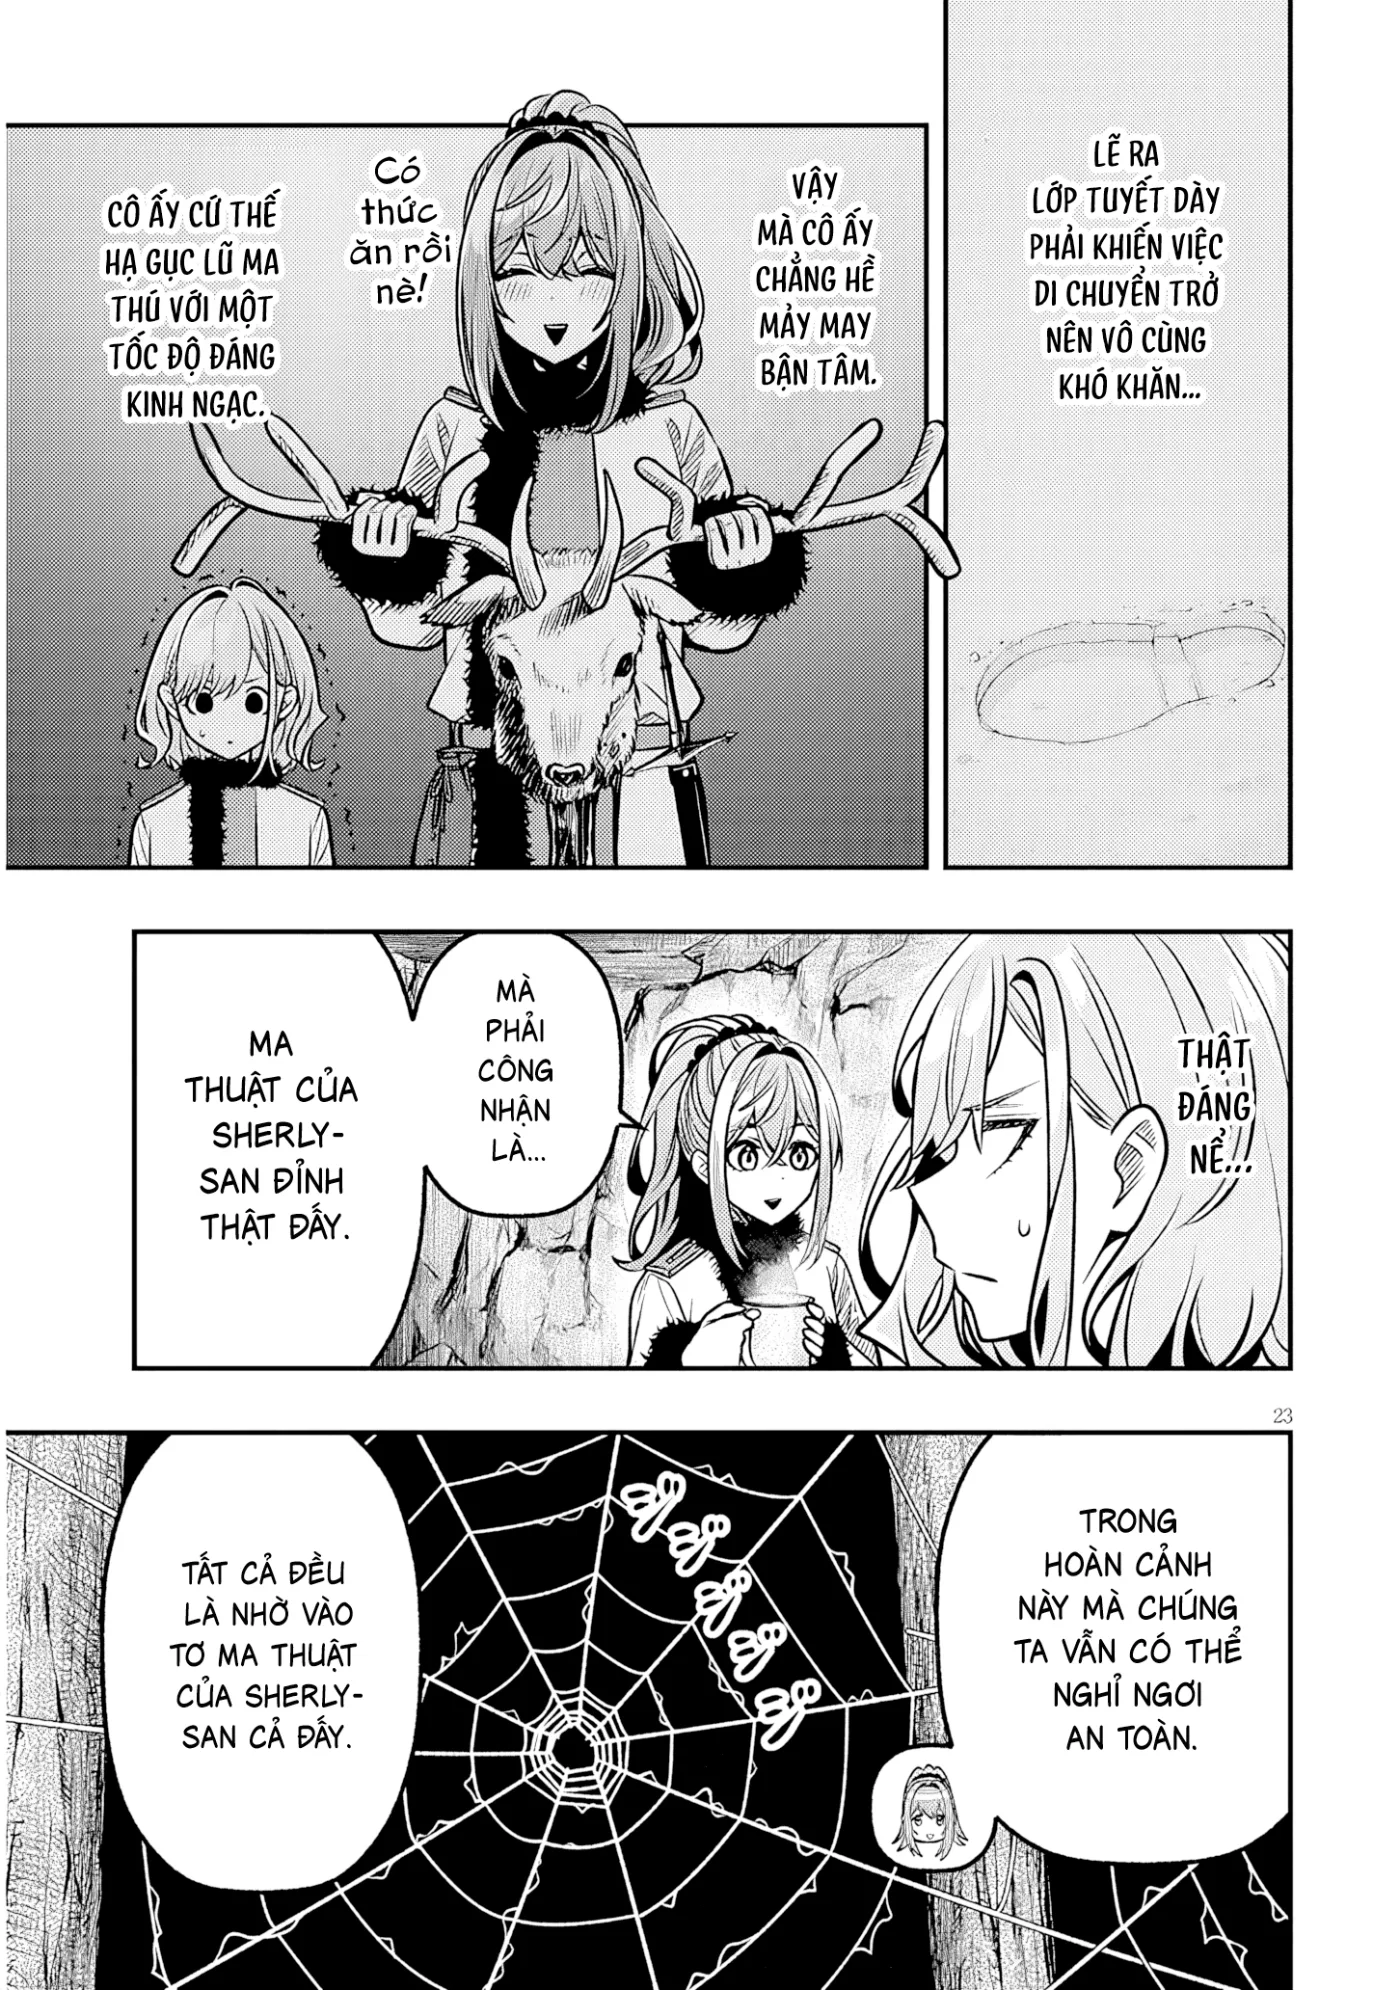 LẼ RA
LỚP TUYẾT DÀY
PHẢI KHIẾN VIỆC
DI CHUYỂN TRỞ
NÊN VÔ CÙNG
KHÓ KHĂN...
VẬY
MÀ CÔ ẤY
CHẲNG HỀ
MẢY MAY
BẬN TÂM.
Có
thức
ăn rồi
nè!
CÔ ẤY CỨ THẾ
HẠ GỤC LŨ MA
THÚ VỚI MỘT
TỐC ĐỘ ĐÁNG
KINH NGẠC.
THẬT
ĐÁNG
NỂ...
MÀ
PHẢI
CÔNG
NHẬN
LÀ...
MA
THUẬT CỦA
SHERLY-
SAN ĐỈNH
THẬT ĐẤY.
23
TRONG
HOÀN CẢNH
NÀY MÀ CHÚNG
TA VẪN CÓ THỂ
NGHỈ NGƠI
AN TOÀN.
TẤT CẢ ĐỀU
LÀ NHỜ VÀO
TƠ MA THUẬT
CỦA SHERLY-
SAN CẢ ĐẤY.